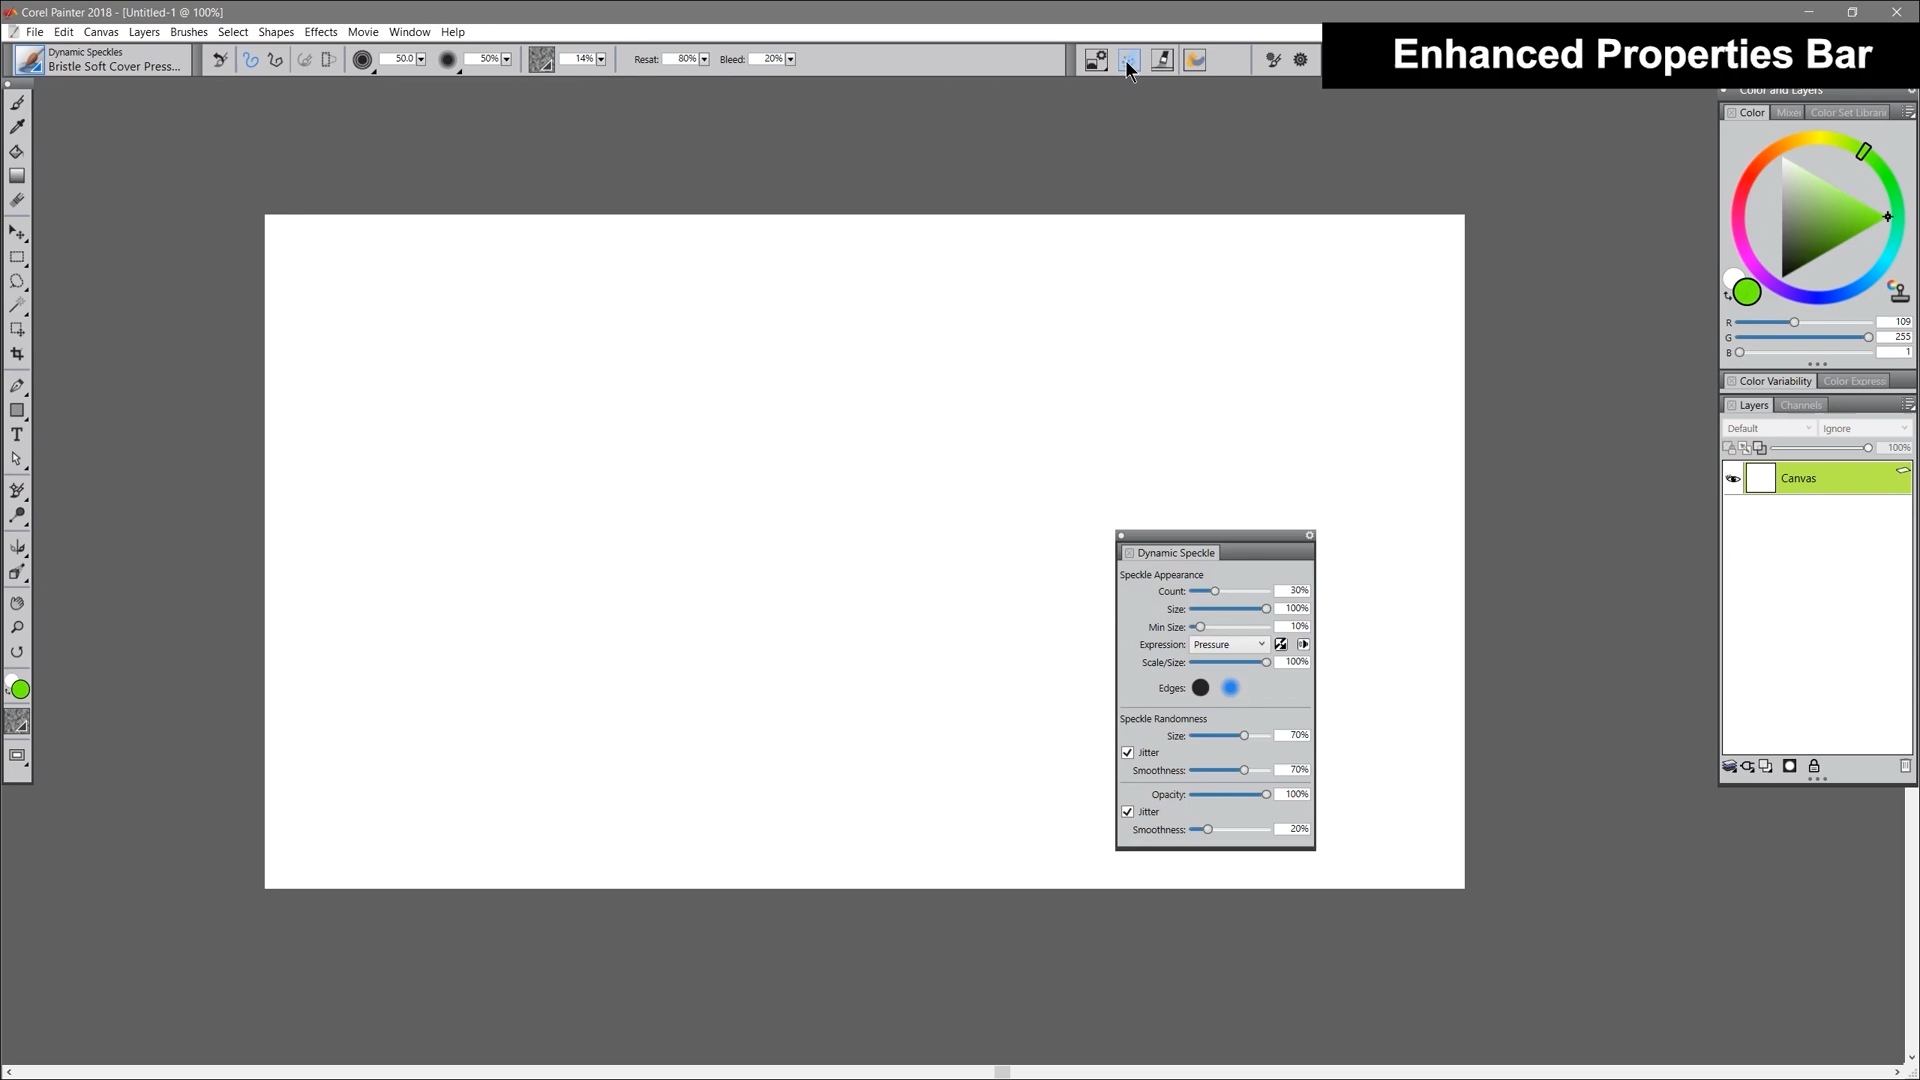 Corel Painter 2018 - [Untitled-1 @ 100%]
File Edit Canvas Layers Brushes Select Shapes Effects Movie Window Help
Enhanced Properties Bar
Dynamic Speckles
Bristle Soft Cover Press...
50.0 50% 14% Resat: 80% Bleed: 20%
Color and Layers
Color Mixer Color Set Librari
R 109
G 255
B 1
Color Variability Color Express
Layers Channels
Default Ignore
100%
Canvas
Dynamic Speckle
Speckle Appearance
Count: 30%
Size: 100%
Min Size: 10%
Expression: Pressure
Scale/Size: 100%
Edges:
Speckle Randomness
Size: 70%
Jitter
Smoothness: 70%
Opacity: 100%
Jitter
Smoothness: 20%
T